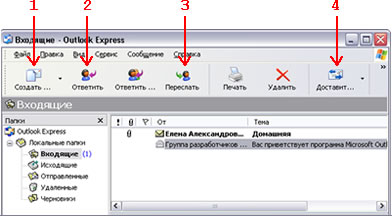 1 2 3 4
Входящие - Outlook Express
Файл Правка Вид Сервис Сообщение Справка
Создать ... Ответить Ответить ... Переслать Печать Удалить Доставит...
Входящие
Папки
Outlook Express
Локальные папки
Входящие (1)
Исходящие
Отправленные
Удаленные
Черновики
! От Тема
Елена Александров... Домашняя
Группа разработчиков ... Вас приветствует программа Microsoft Outl